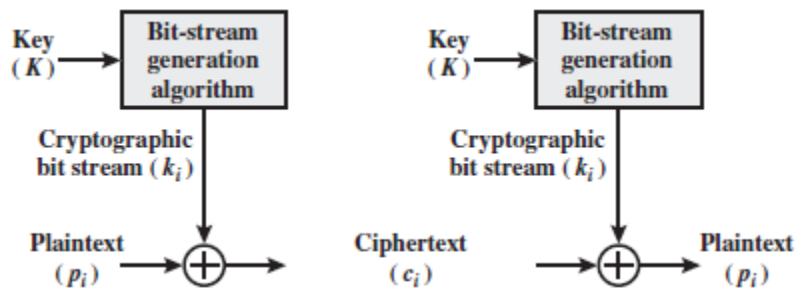 Key
(K)
Bit-stream
generation
algorithm
Cryptographic
bit stream (kᵢ)
Plaintext
(pᵢ)
Ciphertext
(cᵢ)
Key
(K)
Bit-stream
generation
algorithm
Cryptographic
bit stream (kᵢ)
Plaintext
(pᵢ)